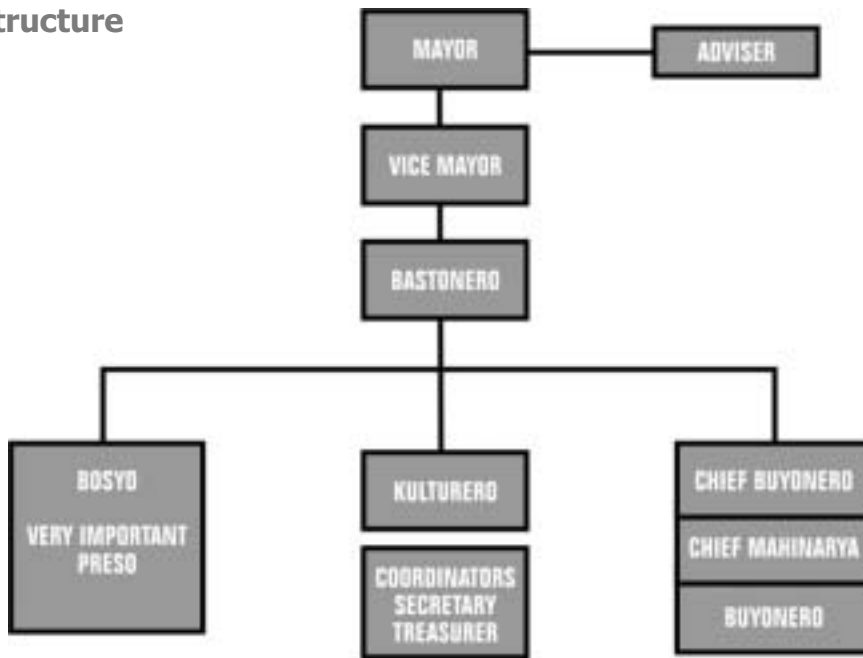 tructure
MAYOR
ADVISER
VICE MAYOR
BASTONERO
BOSYO
VERY IMPORTANT
PRESO
KULTURERO
COORDINATORS
SECRETARY
TREASURER
CHIEF BUYONERO
CHIEF MAHINARYA
BUYONERO